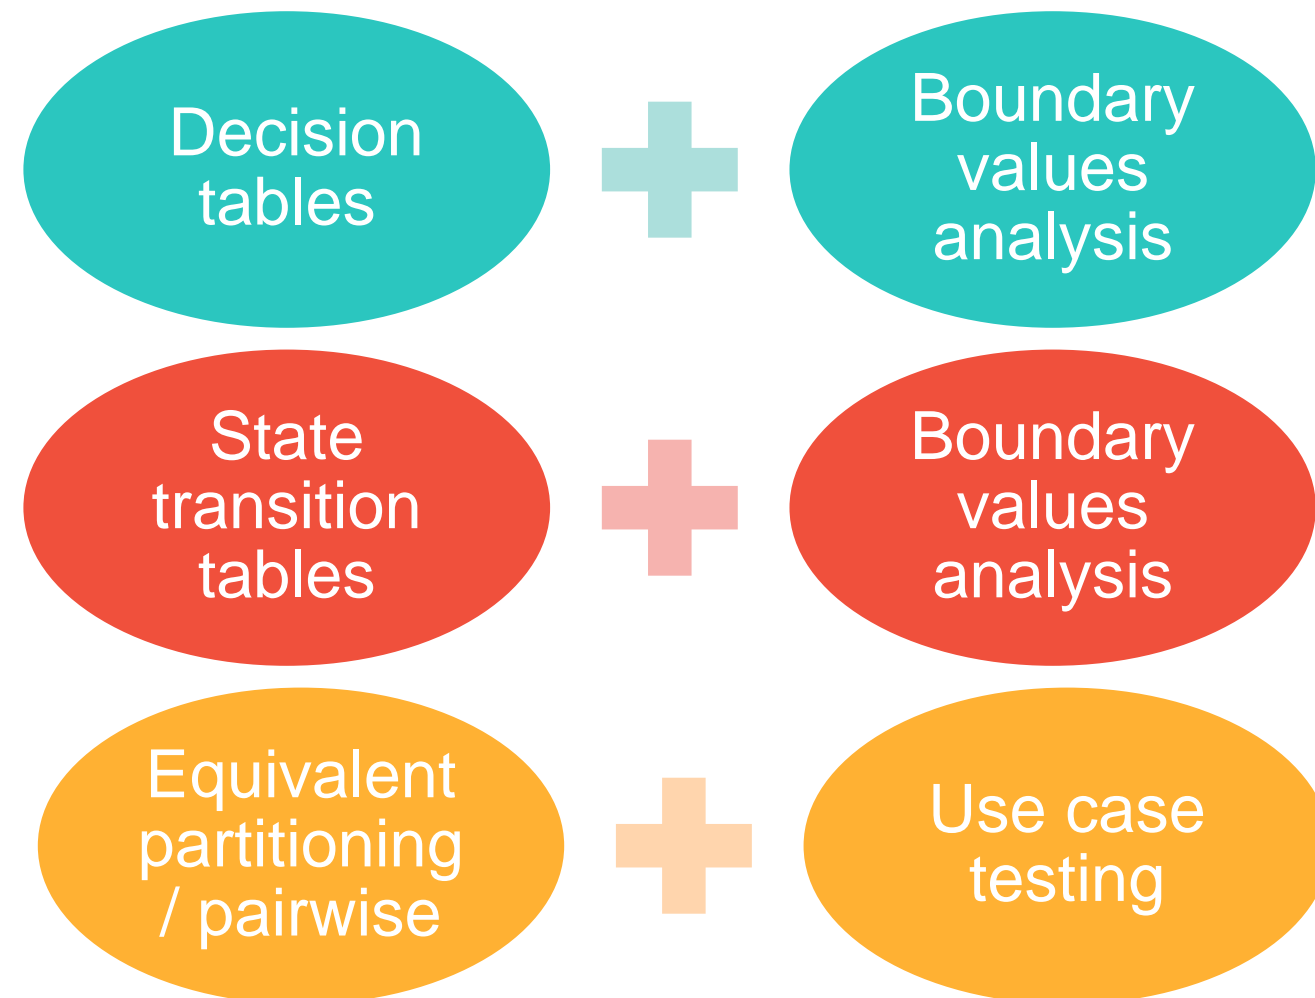 Decision
tables
Boundary
values
analysis
State
transition
tables
Boundary
values
analysis
Equivalent
partitioning
/ pairwise
Use case
testing